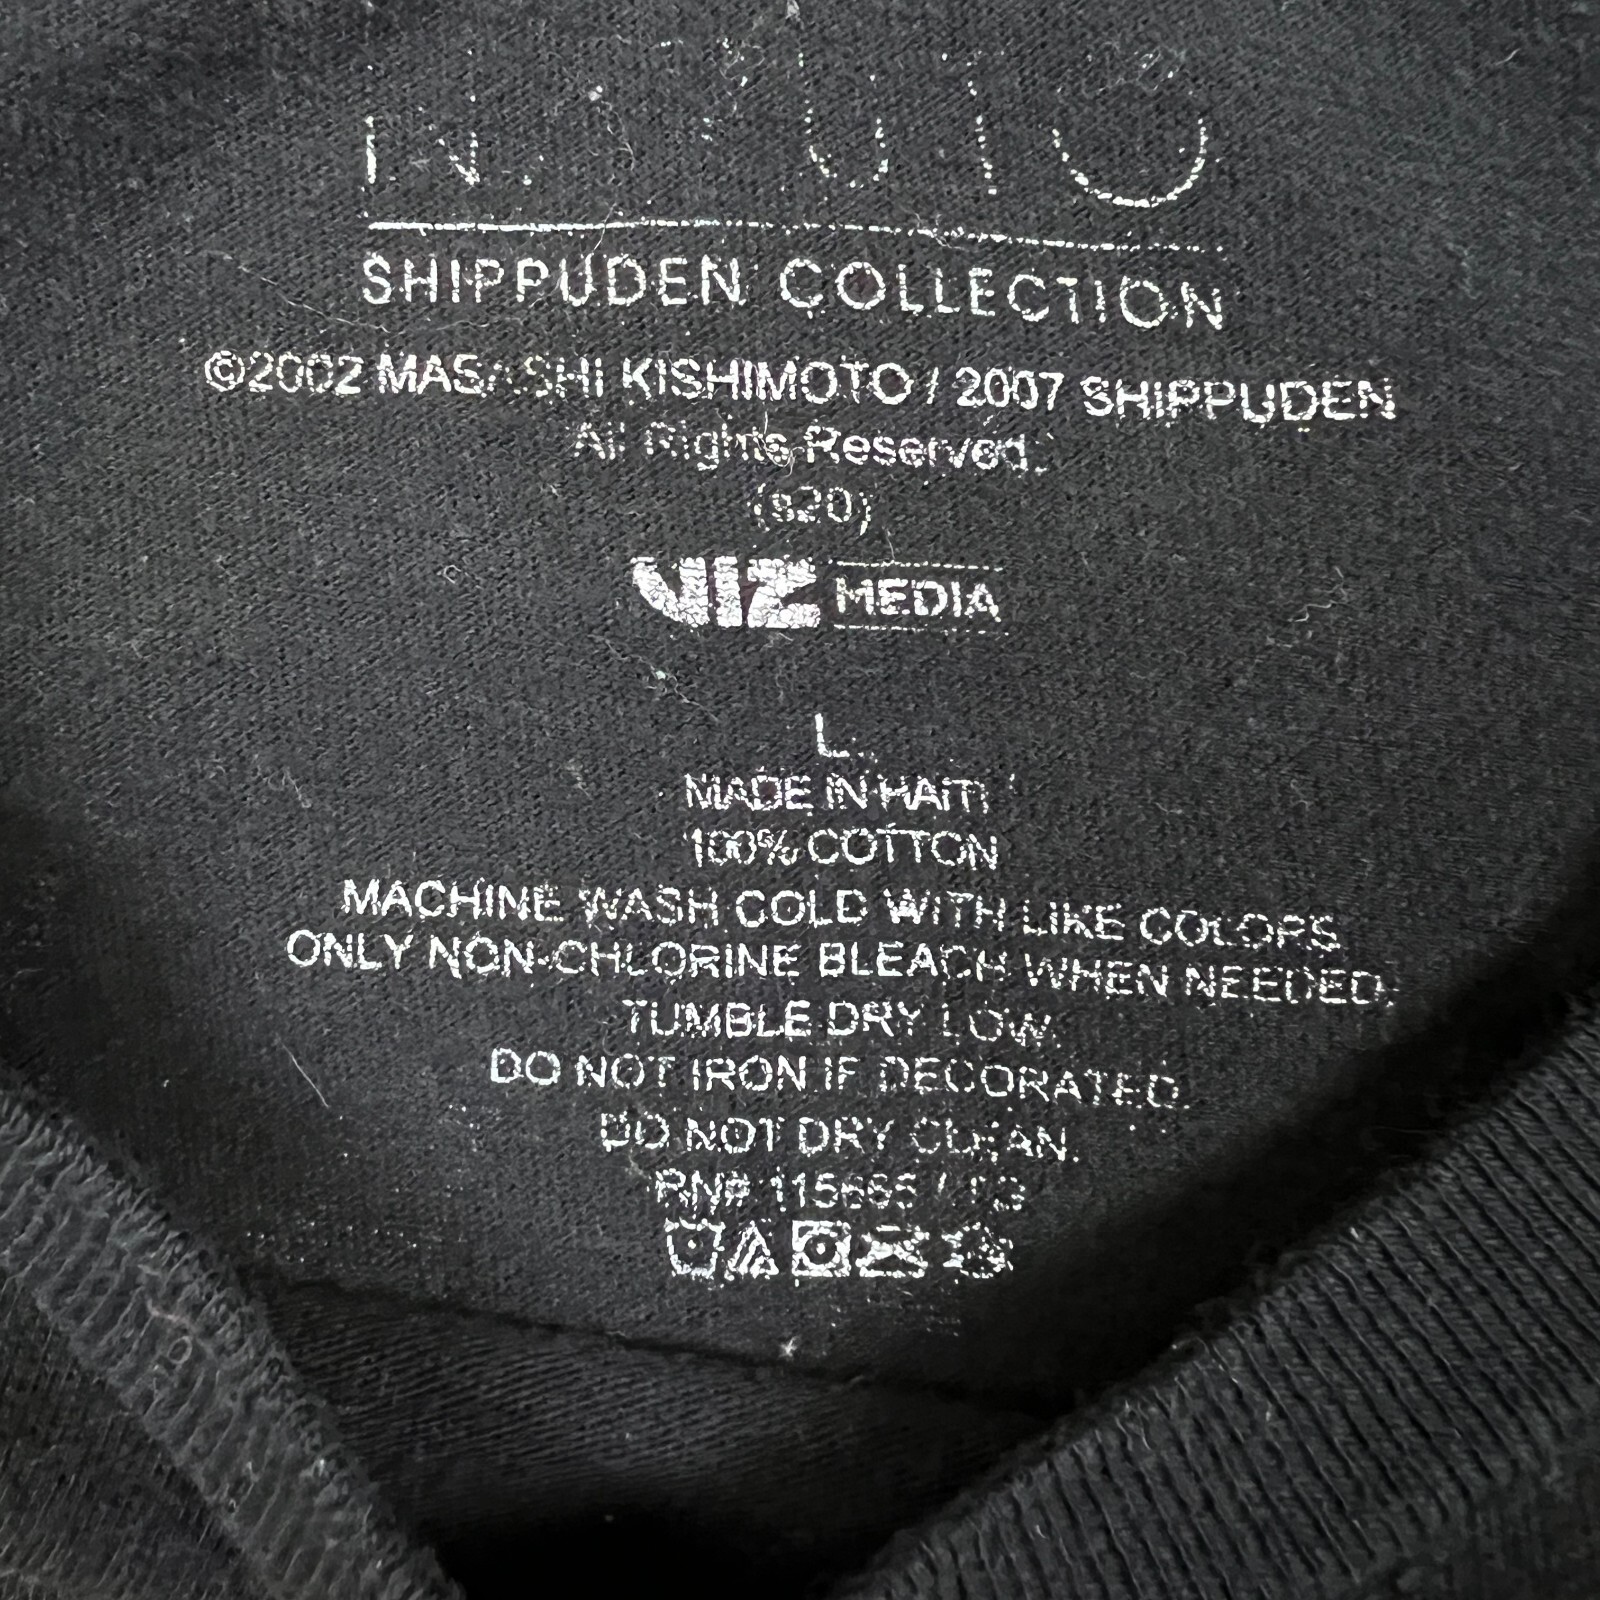 SHIPPUDEN COLLECTION
©2002 MASASHI KISHIMOTO / 2007 SHIPPUDEN
All Rights Reserved.
(s20)
VIZ MEDIA
L
MADE IN HAITI
100% COTTON
MACHINE WASH COLD WITH LIKE COLORS.
ONLY NON-CHLORINE BLEACH WHEN NEEDED.
TUMBLE DRY LOW.
DO NOT IRON IF DECORATED.
DO NOT DRY CLEAN.
RN#